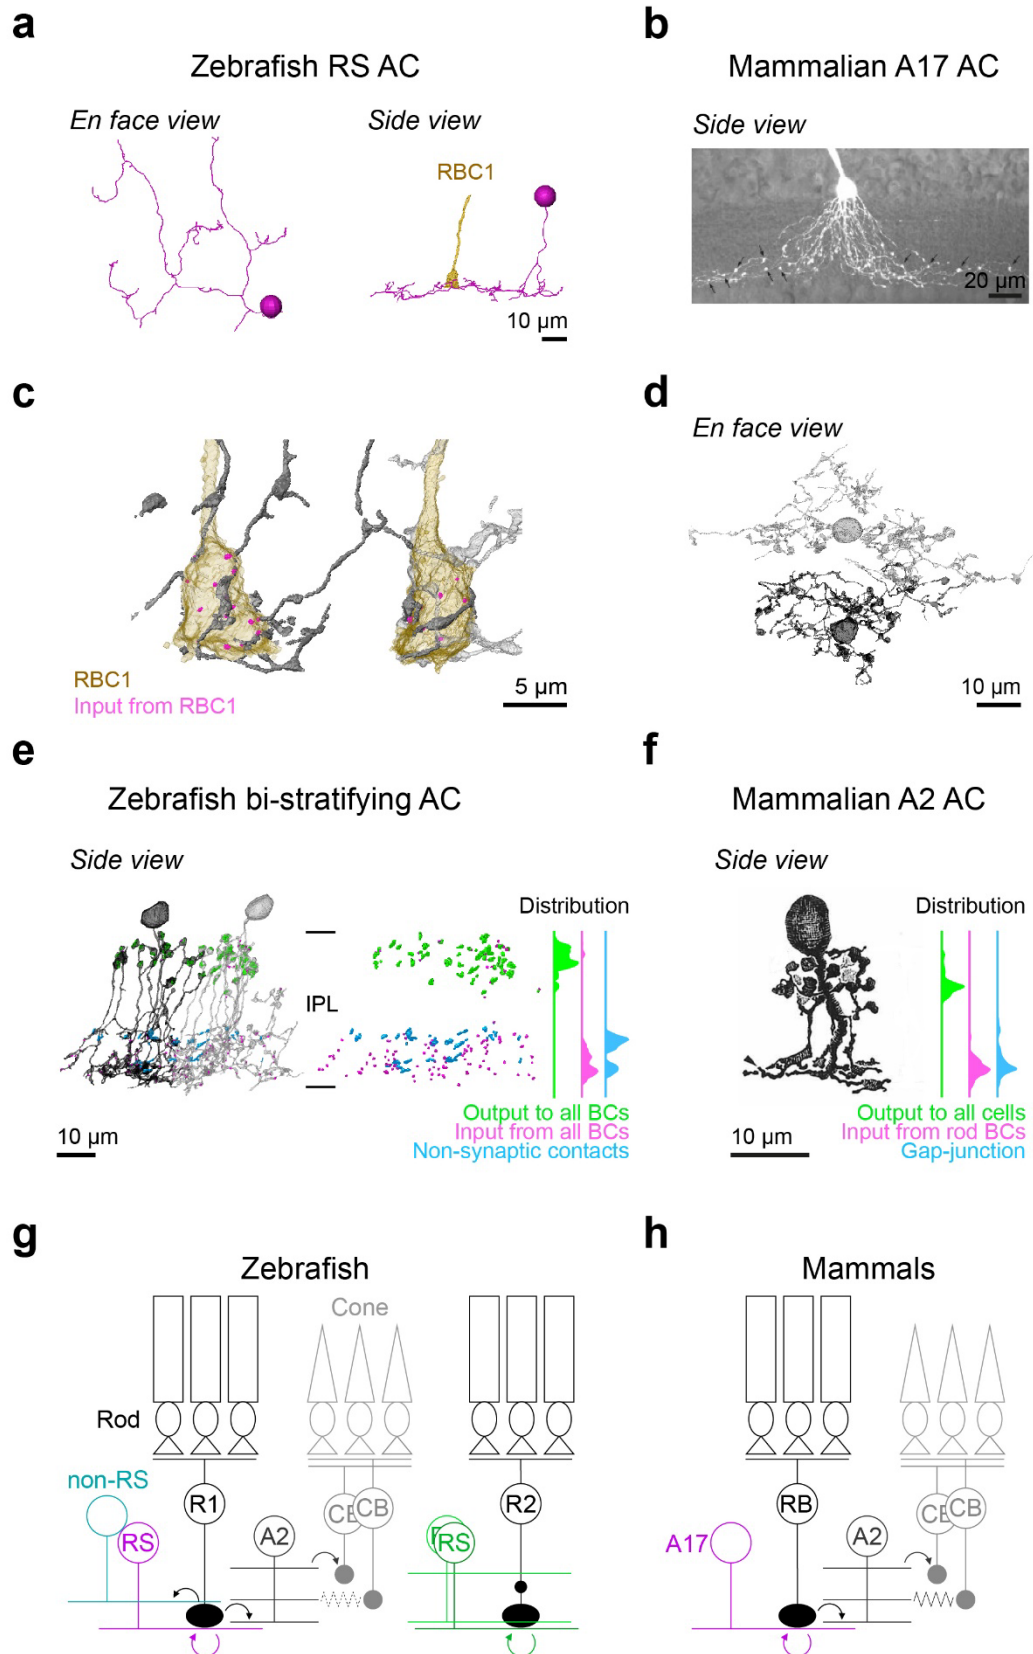 a
Zebrafish RS AC
En face view
Side view
RBC1
10 µm
b
Mammalian A17 AC
Side view
20 µm
c
RBC1
Input from RBC1
5 µm
d
En face view
10 µm
e
Zebrafish bi-stratifying AC
Side view
Distribution
IPL
Output to all BCs
Input from all BCs
Non-synaptic contacts
10 µm
f
Mammalian A2 AC
Side view
Distribution
Output to all cells
Input from rod BCs
Gap-junction
10 µm
g
Zebrafish
Cone
Rod
non-RS
RS
R1
A2
CB
CB
RS
R2
h
Mammals
A17
RB
A2
CB
CB